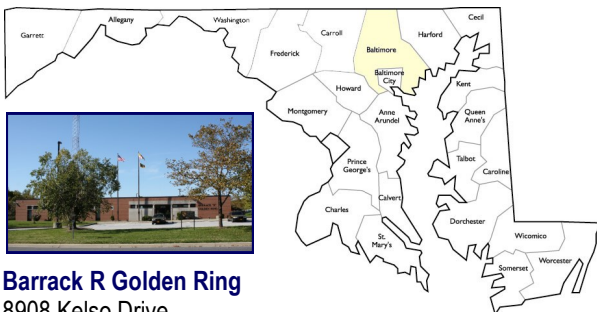 Garrett
Allegany
Washington
Frederick
Carroll
Baltimore
Baltimore
City
Harford
Cecil
Howard
Montgomery
Anne
Arundel
Kent
Queen
Anne's
Prince
George's
Talbot
Caroline
Calvert
Charles
St.
Mary's
Dorchester
Wicomico
Somerset
Worcester
Barrack R Golden Ring
8908 Kelso Drive